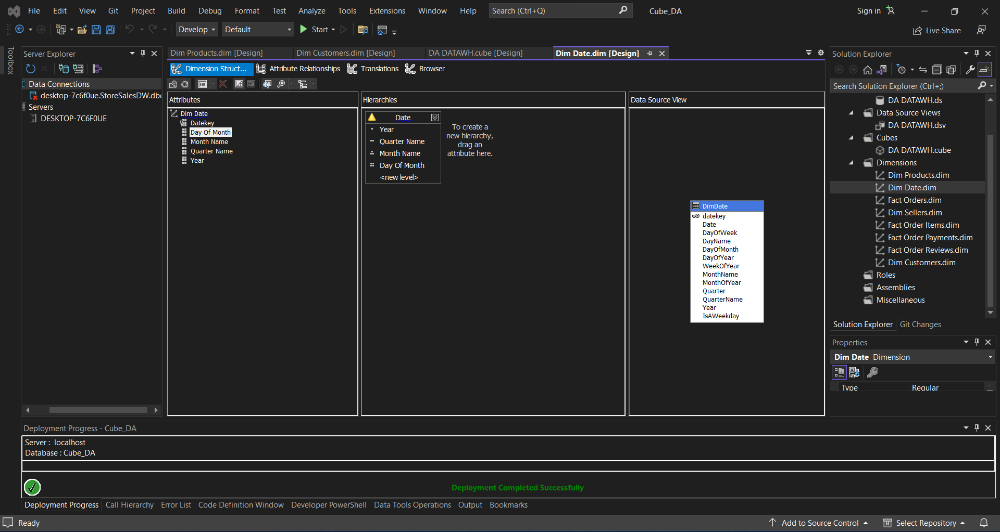 File Edit View Git Project Build Debug Format Test Analyze Tools Extensions Window Help Search (Ctrl+Q) Cube_DA Sign in
Develop Default Start Live Share
Toolbox
Server Explorer
Data Connections
desktop-7c6f0ue.StoreSalesDW.dbo
Servers
DESKTOP-7C6F0UE
Dim Products.dim [Design] Dim Customers.dim [Design] DA DATAWH.cube [Design] Dim Date.dim [Design]
Dimension Struct... Attribute Relationships Translations Browser
Attributes
Dim Date
Datekey
Day Of Month
Month Name
Quarter Name
Year
Hierarchies
Date
Year
Quarter Name
Month Name
Day Of Month
<new level>
To create a
new hierarchy,
drag an
attribute here.
Data Source View
DimDate
datekey
Date
DayOfWeek
DayName
DayOfMonth
DayOfYear
WeekOfYear
MonthName
MonthOfYear
Quarter
QuarterName
Year
IsAWeekday
Solution Explorer
Search Solution Explorer (Ctrl+;)
DA DATAWH.ds
Data Source Views
DA DATAWH.dsv
Cubes
DA DATAWH.cube
Dimensions
Dim Products.dim
Dim Date.dim
Fact Orders.dim
Dim Sellers.dim
Fact Order Items.dim
Fact Order Payments.dim
Fact Order Reviews.dim
Dim Customers.dim
Roles
Assemblies
Miscellaneous
Solution Explorer Git Changes
Properties
Dim Date Dimension
Type Regular
Deployment Progress - Cube_DA
Server : localhost
Database : Cube_DA
Deployment Completed Successfully
Deployment Progress Call Hierarchy Error List Code Definition Window Developer PowerShell Data Tools Operations Output Bookmarks
Ready Add to Source Control Select Repository